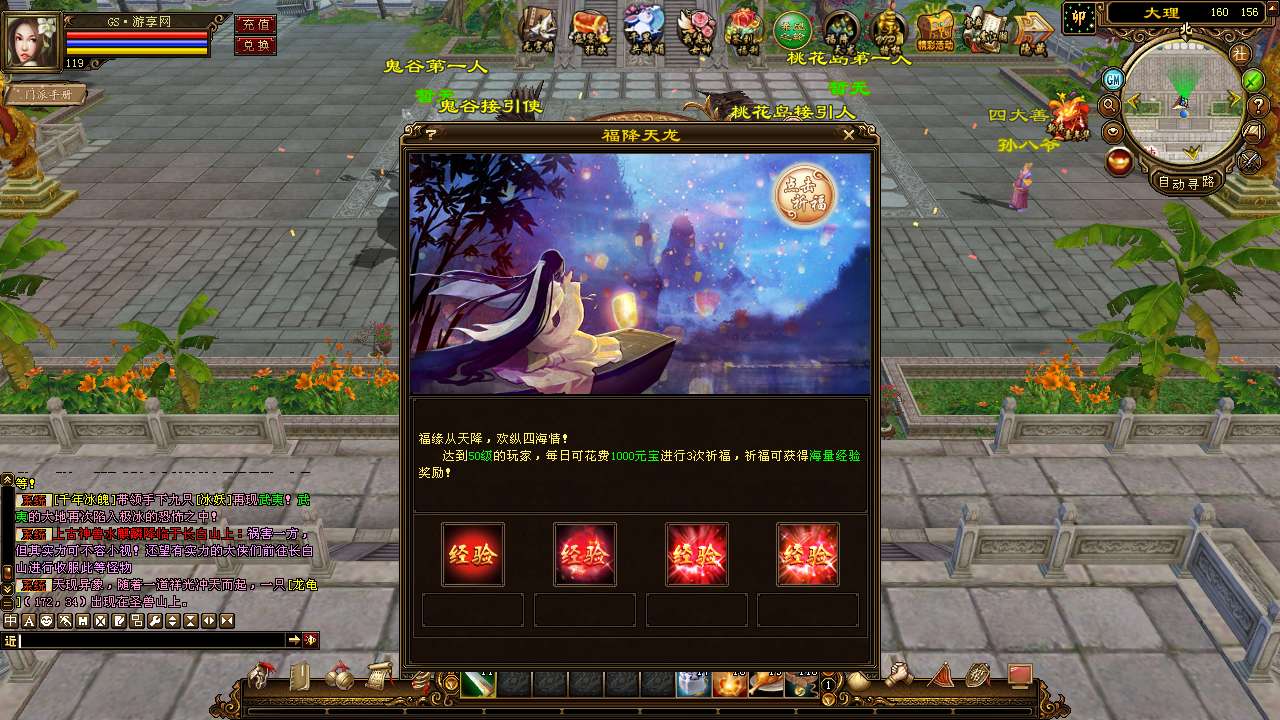 GS·游享网
119
充值
兑换
门派手册
鬼谷第一人
鬼谷接引使
桃花岛第一人
暂无
桃花岛接引人
精彩活动
四大善
孙八爷
大理
160 156
北
社
GM
自动寻路
福降天龙
点击
祈福
福缘从天降，欢纵四海情！
达到50级的玩家，每日可花费1000元宝进行3次祈福，祈福可获得海量经验
奖励！
经验
经验
经验
经验
等！
[千年冰魄]带领手下九只[冰妖]再现武夷！武
夷的大地再次陷入极冰的恐怖之中！
上古神兽水麒麟降临于长白山上：祸害一方，
但其实力可不容小视！还望有实力的大侠们前往长白
山进行收服此等怪物
天现异象，随着一道祥光冲天而起，一只[龙龟
]（172，34）出现在圣兽山上.
近